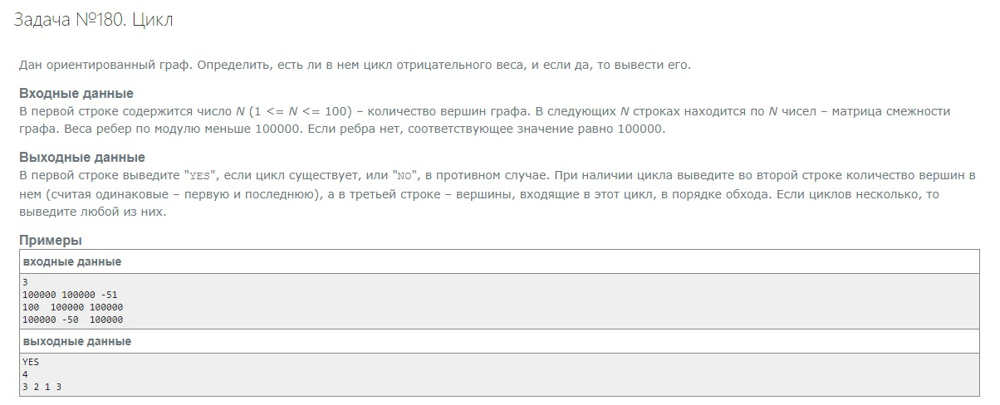 Задача №180. Цикл
Дан ориентированный граф. Определить, есть ли в нем цикл отрицательного веса, и если да, то вывести его.
Входные данные
В первой строке содержится число N (1 <= N <= 100) – количество вершин графа. В следующих N строках находится по N чисел – матрица смежности
графа. Веса ребер по модулю меньше 100000. Если ребра нет, соответствующее значение равно 100000.
Выходные данные
В первой строке выведите "YES", если цикл существует, или "NO", в противном случае. При наличии цикла выведите во второй строке количество вершин в
нем (считая одинаковые – первую и последнюю), а в третьей строке – вершины, входящие в этот цикл, в порядке обхода. Если циклов несколько, то
выведите любой из них.
Примеры
входные данные
3
100000 100000 -51
100  100000 100000
100000 -50  100000
выходные данные
YES
4
3 2 1 3